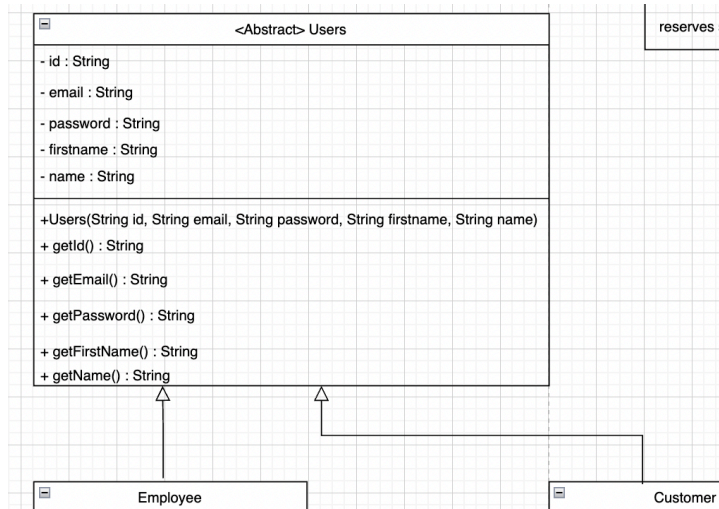 <Abstract> Users
reserves
- id : String
- email : String
- password : String
- firstname : String
- name : String
+Users(String id, String email, String password, String firstname, String name)
+ getId() : String
+ getEmail() : String
+ getPassword() : String
+ getFirstName() : String
+ getName() : String
Employee
Customer